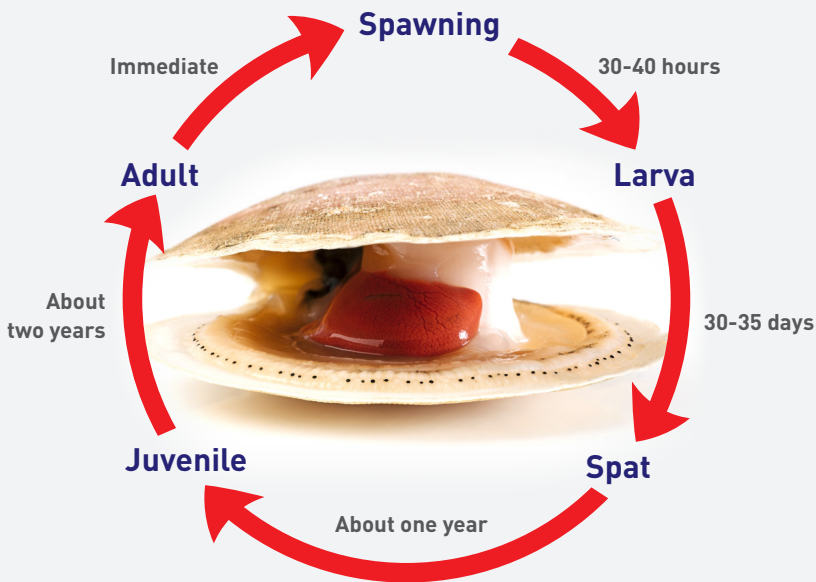 Spawning
30-40 hours
Larva
30-35 days
Spat
About one year
Juvenile
About
two years
Adult
Immediate